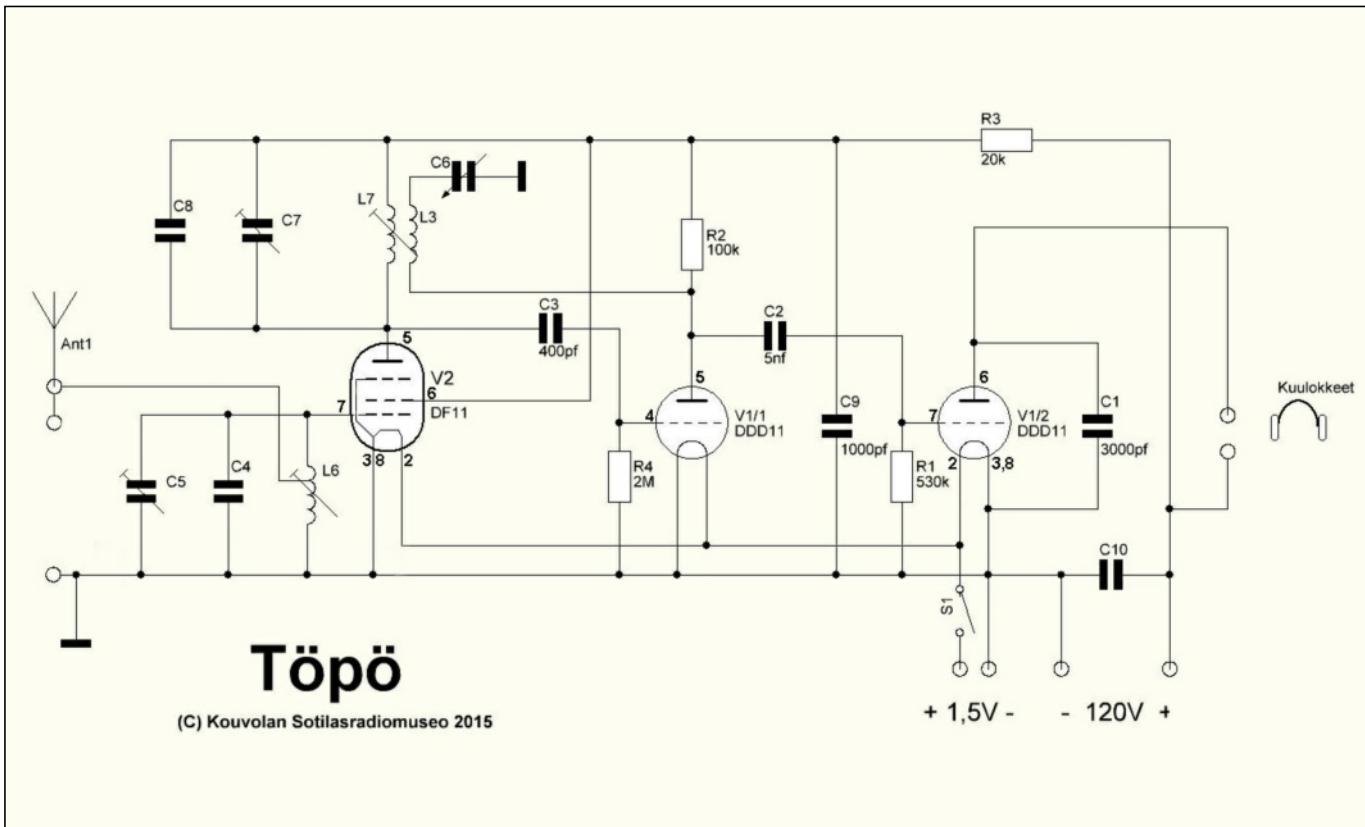 R3
20k
C6
L7
L3
C8
C7
R2
100k
Ant1
C3
400pf
C2
5nf
5
V2
6
DF11
7
3 8
2
5
4
V1/1
DDD11
6
7
V1/2
DDD11
2
3,8
C9
1000pf
C1
3000pf
Kuulokkeet
C5
C4
L6
R4
2M
R1
530k
C10
S1
Töpö
(C) Kouvolan Sotilasradiomuseo 2015
+ 1,5V -
- 120V +